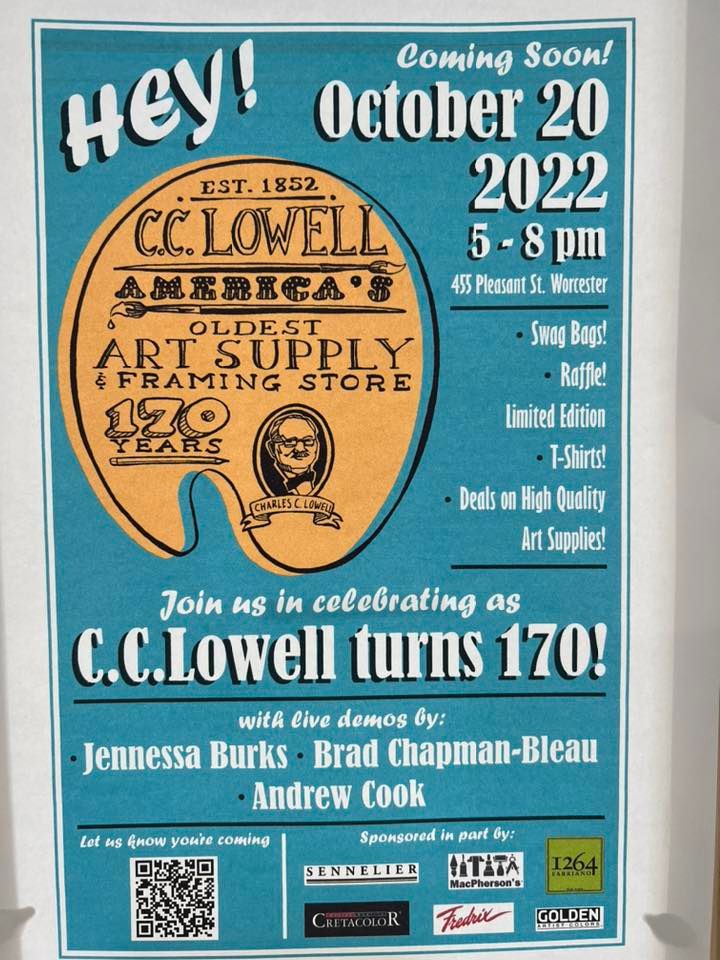 HEY!
Coming Soon!
October 20
2022
5 - 8 pm
455 Pleasant St. Worcester
EST. 1852
C.C. LOWELL
AMERICA'S
OLDEST
ART SUPPLY
& FRAMING STORE
170
YEARS
CHARLES C. LOWELL
• Swag Bags!
• Raffle!
Limited Edition
• T-Shirts!
• Deals on High Quality
Art Supplies!
Join us in celebrating as
C.C.Lowell turns 170!
with live demos by:
• Jennessa Burks • Brad Chapman-Bleau
• Andrew Cook
Let us know you're coming
Sponsored in part by:
SENNELIER
MacPherson's
1264
FABRIANO
CRETACOLOR
Fredrix
GOLDEN
ARTIST COLORS